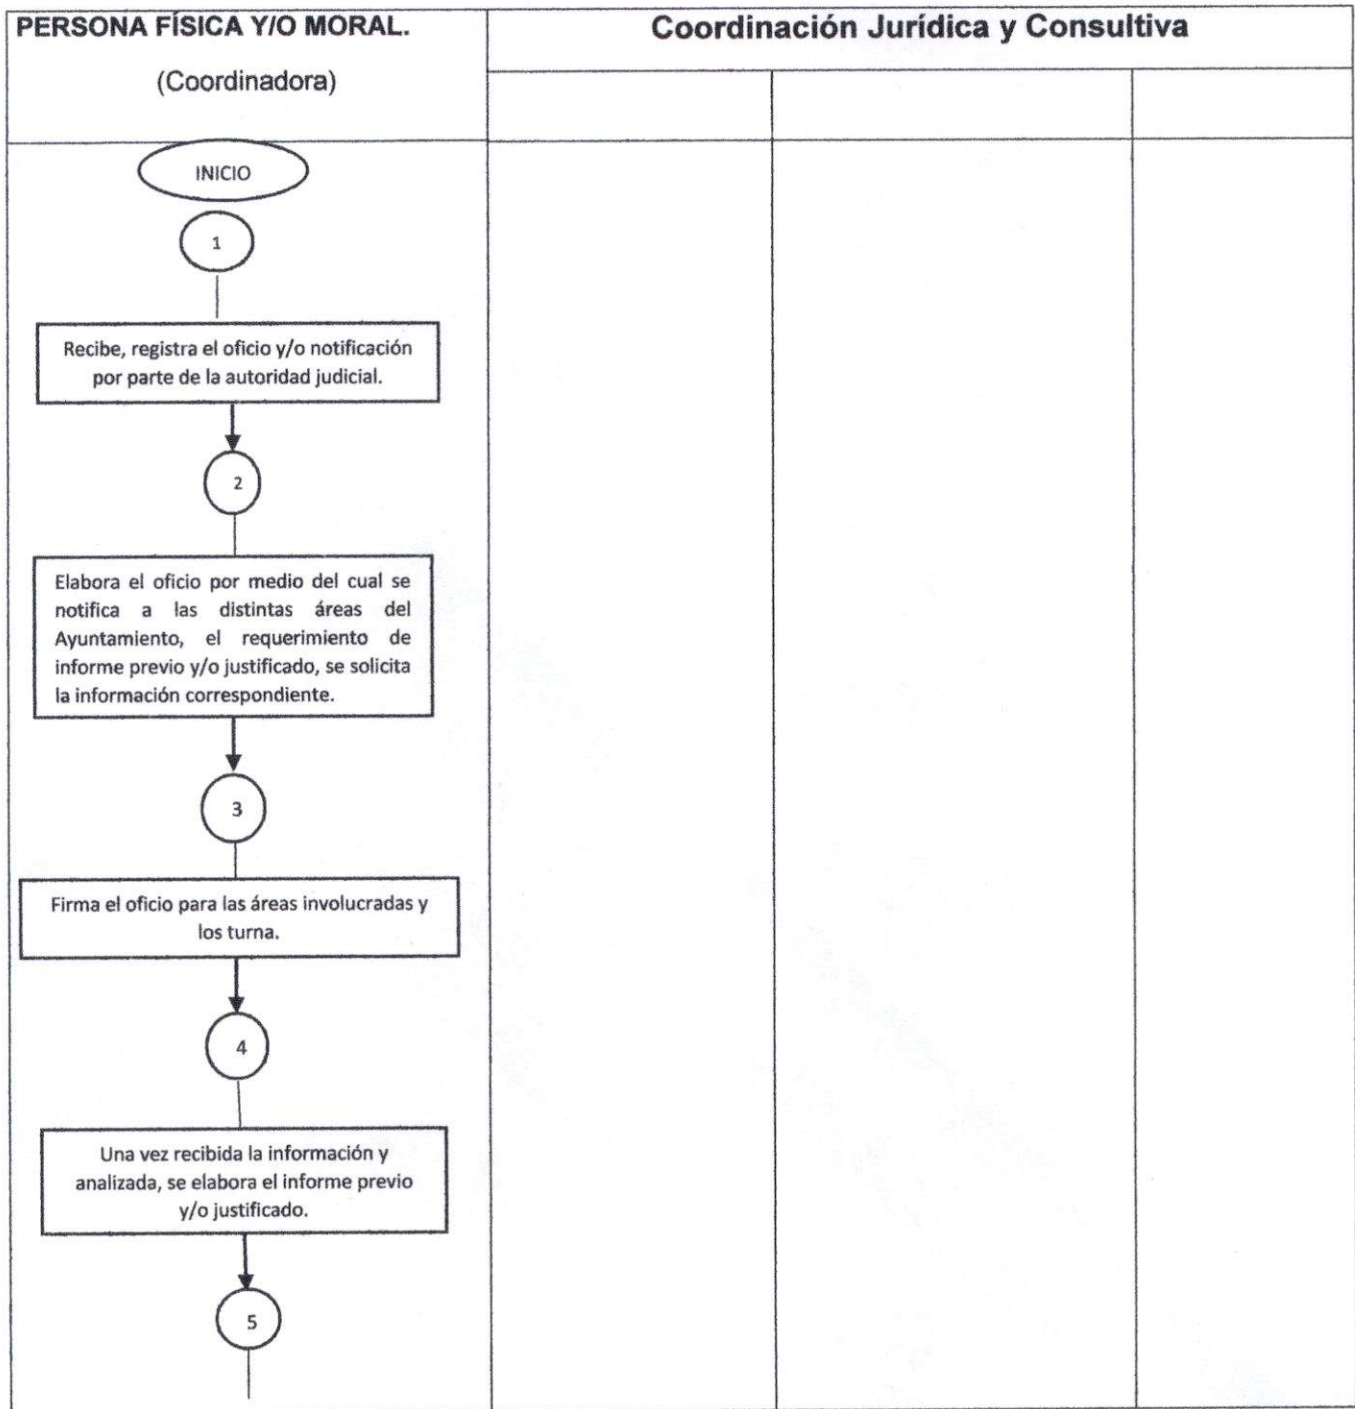 PERSONA FÍSICA Y/O MORAL.
(Coordinadora)
Coordinación Jurídica y Consultiva
INICIO
1
Recibe, registra el oficio y/o notificación
por parte de la autoridad judicial.
2
Elabora el oficio por medio del cual se
notifica a las distintas áreas del
Ayuntamiento, el requerimiento de
informe previo y/o justificado, se solicita
la información correspondiente.
3
Firma el oficio para las áreas involucradas y
los turna.
4
Una vez recibida la información y
analizada, se elabora el informe previo
y/o justificado.
5